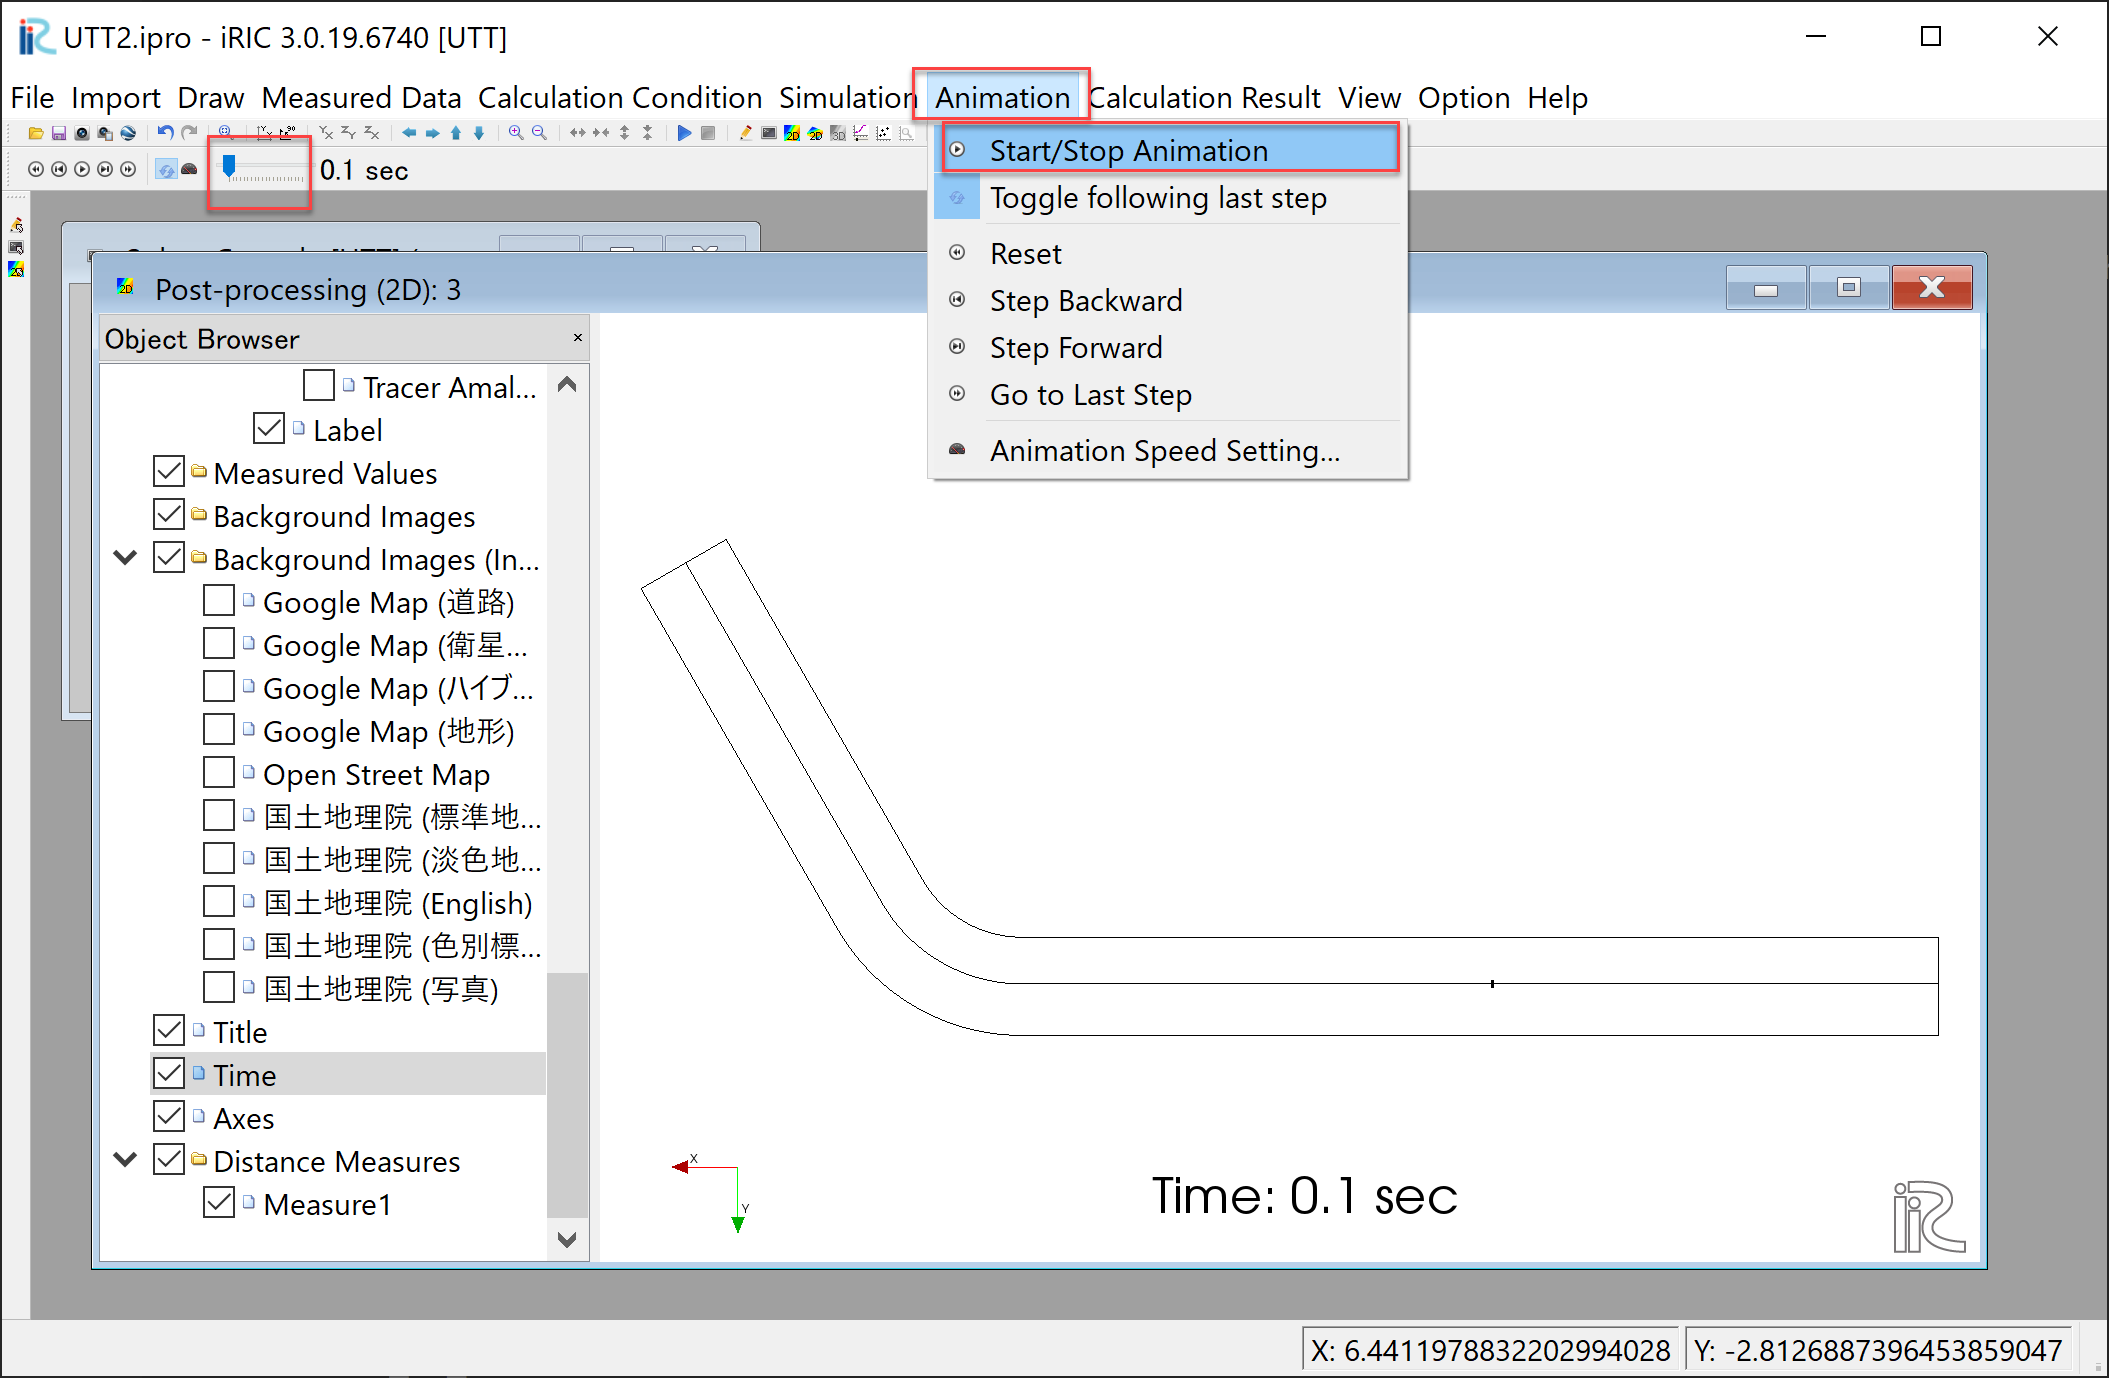 UTT2.ipro - iRIC 3.0.19.6740 [UTT]
File Import Draw Measured Data Calculation Condition Simulation Animation Calculation Result View Option Help
0.1 sec
Start/Stop Animation
Toggle following last step
Reset
Step Backward
Step Forward
Go to Last Step
Animation Speed Setting...
Post-processing (2D): 3
Object Browser
Tracer Amal...
Label
Measured Values
Background Images
Background Images (In...
Google Map (道路)
Google Map (衛星...
Google Map (ハイブ...
Google Map (地形)
Open Street Map
国土地理院 (標準地...
国土地理院 (淡色地...
国土地理院 (English)
国土地理院 (色別標...
国土地理院 (写真)
Title
Time
Axes
Distance Measures
Measure1
X
Y
Time: 0.1 sec
iRIC
X: 6.4411978832202994028 Y: -2.8126887396453859047